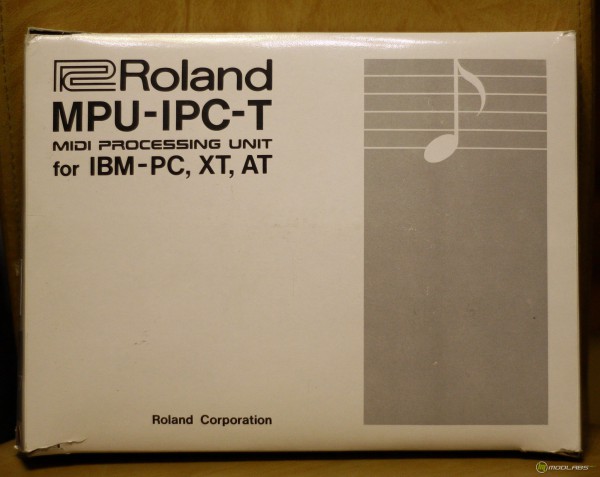 Roland
MPU-IPC-T
MIDI PROCESSING UNIT
for IBM-PC, XT, AT
Roland Corporation
MODLABS